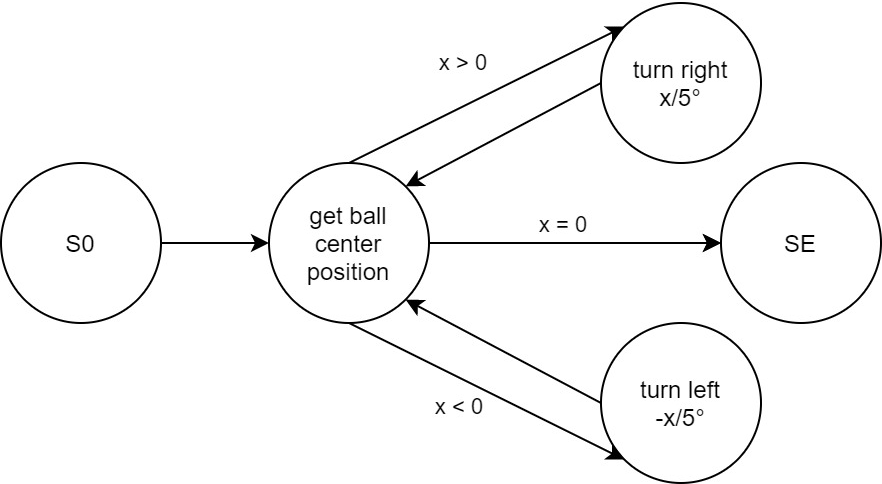 x > 0
turn right
x/5°
S0
get ball
center
position
x = 0
SE
x < 0
turn left
-x/5°